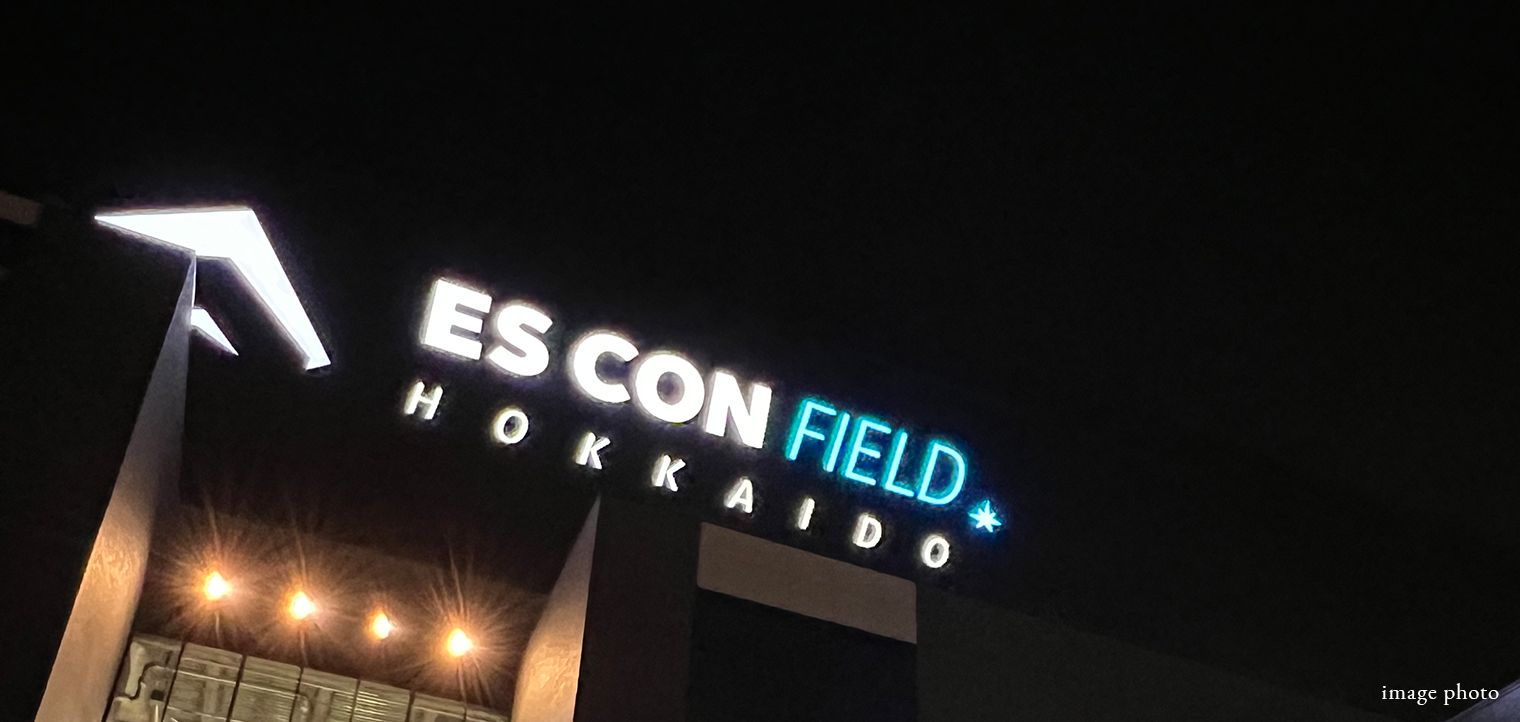 ES CON FIELD
HOKKAIDO
image photo